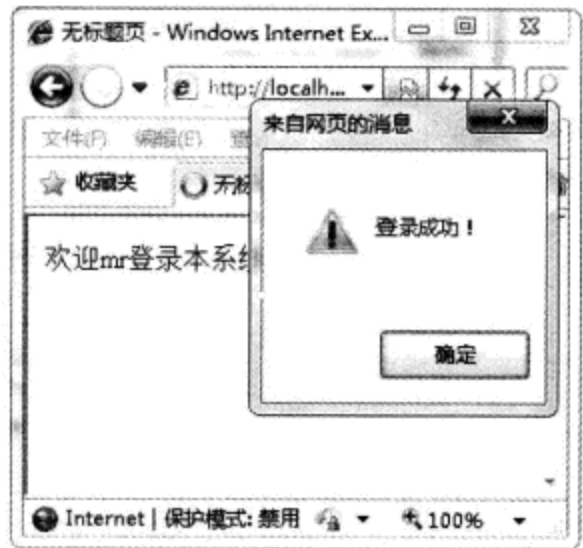 无标题页 - Windows Internet Ex...
http://localh...
文件(F) 编辑(E)
收藏夹 无标
来自网页的消息
登录成功！
确定
欢迎mr登录本系统
Internet | 保护模式: 禁用 100%